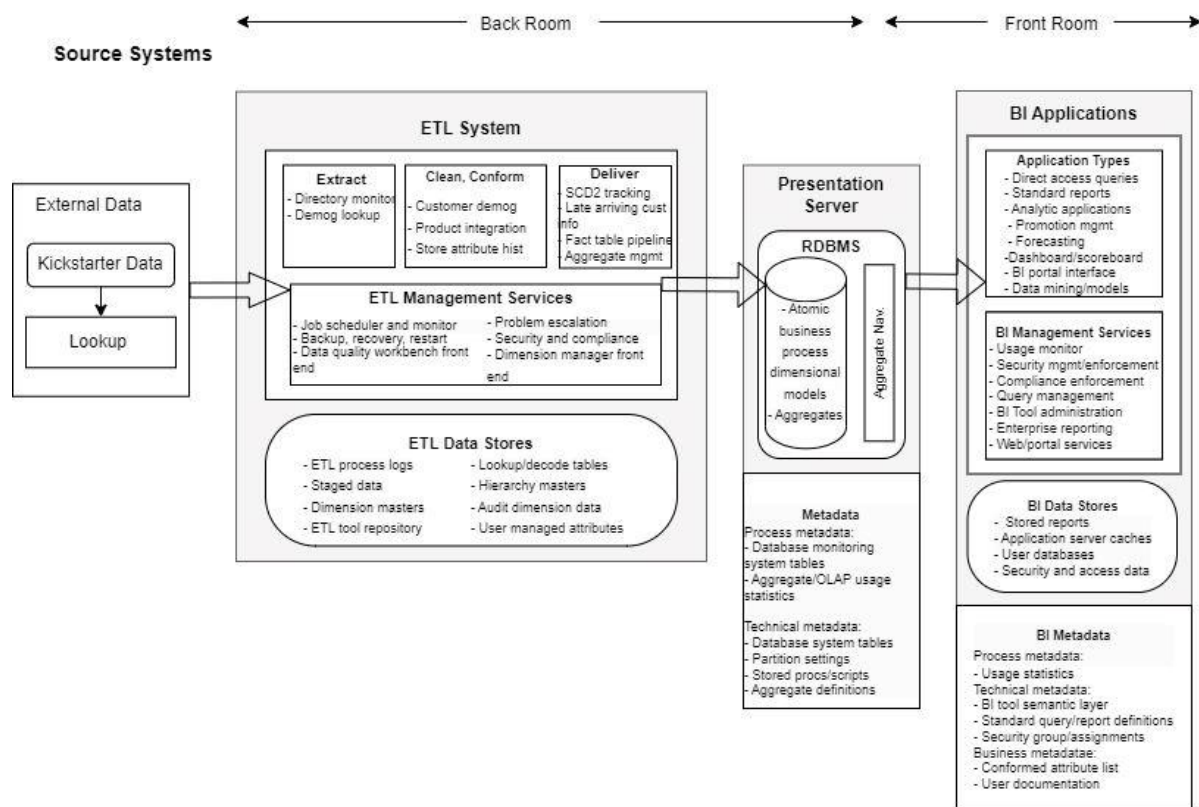 Back Room
Front Room
Source Systems
External Data
Kickstarter Data
Lookup
ETL System
Extract
- Directory monitor
- Demog lookup
Clean, Conform
- Customer demog
- Product integration
- Store attribute hist
Deliver
- SCD2 tracking
- Late arriving cust
info
- Fact table pipeline
- Aggregate mgmt
ETL Management Services
- Job scheduler and monitor
- Backup, recovery, restart
- Data quality workbench front
end
- Problem escalation
- Security and compliance
- Dimension manager front
end
ETL Data Stores
- ETL process logs
- Staged data
- Dimension masters
- ETL tool repository
- Lookup/decode tables
- Hierarchy masters
- Audit dimension data
- User managed attributes
Presentation
Server
RDBMS
- Atomic
business
process
dimensional
models
- Aggregates
Aggregate Nav.
Metadata
Process metadata:
- Database monitoring
system tables
- Aggregate/OLAP usage
statistics
Technical metadata:
- Database system tables
- Partition settings
- Stored procs/scripts
- Aggregate definitions
BI Applications
Application Types
- Direct access queries
- Standard reports
- Analytic applications
- Promotion mgmt
- Forecasting
-Dashboard/scoreboard
- BI portal interface
- Data mining/models
BI Management Services
- Usage monitor
- Security mgmt/enforcement
- Compliance enforcement
- Query management
- BI Tool administration
- Enterprise reporting
- Web/portal services
BI Data Stores
- Stored reports
- Application server caches
- User databases
- Security and access data
BI Metadata
Process metadata:
- Usage statistics
Technical metadata:
- BI tool semantic layer
- Standard query/report definitions
- Security group/assignments
Business metadatae:
- Conformed attribute list
- User documentation